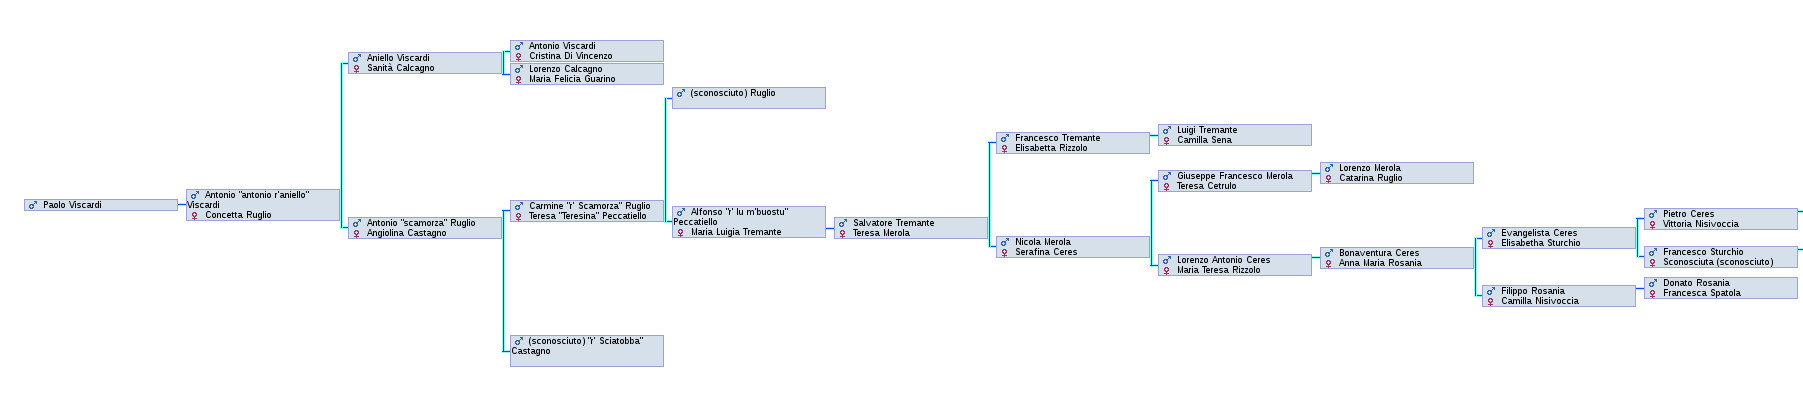 Paolo Viscardi
Antonio "antonio r'aniello"
Viscardi
Concetta Ruglio
Aniello Viscardi
Sanità Calcagno
Antonio "scamorza" Ruglio
Angiolina Castagno
Antonio Viscardi
Cristina Di Vincenzo
Lorenzo Calcagno
Maria Felicia Guarino
Carmine "r' Scamorza" Ruglio
Teresa "Teresina" Peccatiello
(sconosciuto) "r' Sciatobba"
Castagno
(sconosciuto) Ruglio
Alfonso "r' lu m'buostu"
Peccatiello
Maria Luigia Tremante
Salvatore Tremante
Teresa Merola
Francesco Tremante
Elisabetta Rizzolo
Nicola Merola
Serafina Ceres
Luigi Tremante
Camilla Sena
Giuseppe Francesco Merola
Teresa Cetrulo
Lorenzo Antonio Ceres
Maria Teresa Rizzolo
Lorenzo Merola
Catarina Ruglio
Bonaventura Ceres
Anna Maria Rosania
Evangelista Ceres
Elisabetha Sturchio
Filippo Rosania
Camilla Nisivoccia
Pietro Ceres
Vittoria Nisivoccia
Francesco Sturchio
Sconosciuta (sconosciuto)
Donato Rosania
Francesca Spatola